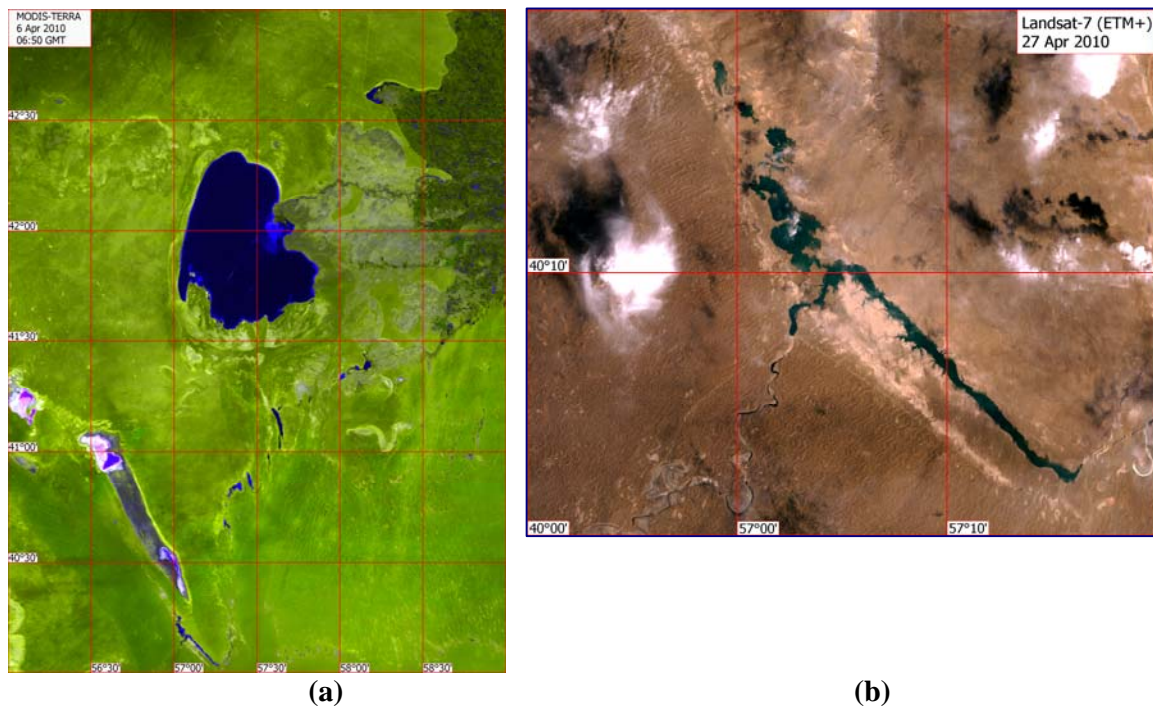 MODIS-TERRA
6 Apr 2010
06:50 GMT
42°30'
42°00'
41°30'
41°00'
40°30'
56°30'
57°00'
57°30'
58°00'
58°30'
(a)
Landsat-7 (ETM+)
27 Apr 2010
40°10'
40°00'
57°00'
57°10'
(b)